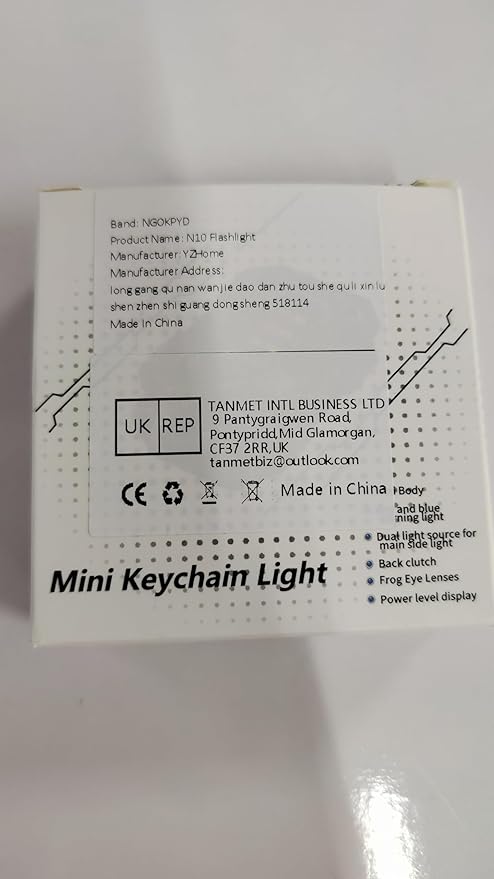 Band: NGOKPYD
Product Name: N10 Flashlight
Manufacturer: YZHome
Manufacturer Address:
long gang qu nan wan jie dao dan zhu tou she qu li xin lu
shen zhen shi guang dong sheng 518114
Made In China
UK REP
TANMET INTL BUSINESS LTD
9 Pantygraigwen Road,
Pontypridd,Mid Glamorgan,
CF37 2RR,UK
tanmetbiz@outlook.com
CE
Made in China
Body
and blue
ning light
Dual light source for
main side light
Back clutch
Frog Eye Lenses
Power level display
Mini Keychain Light